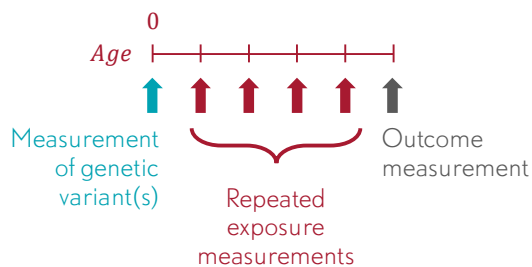 0
Age
Measurement
of genetic
variant(s)
Outcome
measurement
Repeated
exposure
measurements